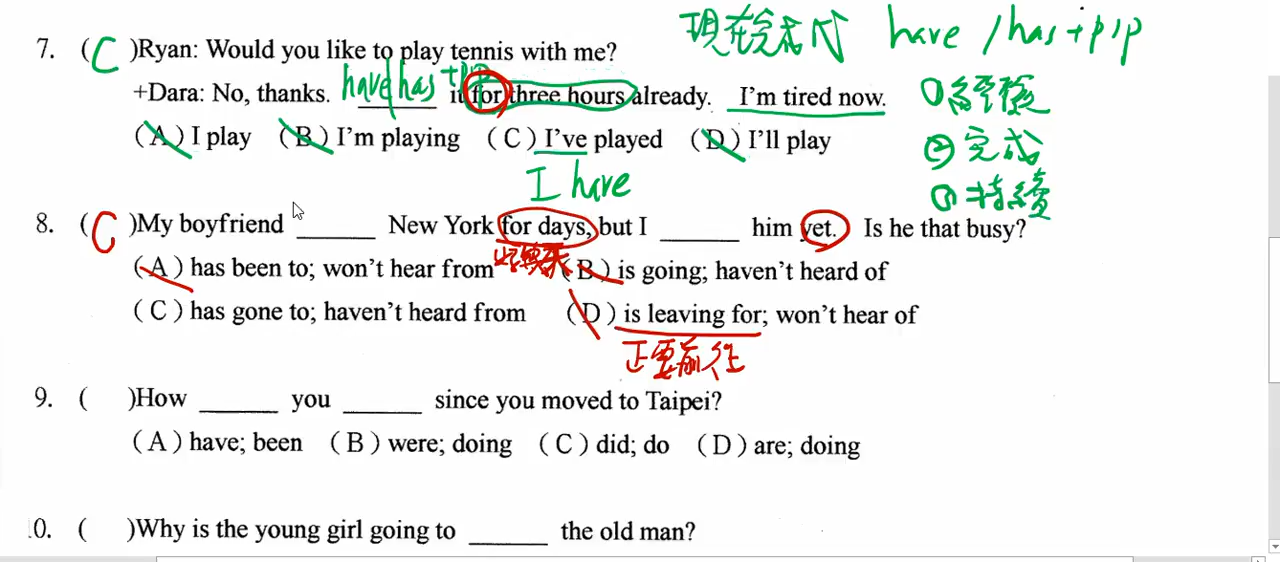 現在完成式 have / has + p.p
7. ( C )Ryan: Would you like to play tennis with me?
have/has + p.p
+Dara: No, thanks. ______ it for three hours already. I'm tired now.
①經驗
( A ) I play ( B ) I'm playing ( C ) I've played ( D ) I'll play
②完成
I have
③持續
8. ( C )My boyfriend ______ New York for days, but I ______ him yet. Is he that busy?
( A ) has been to; won't hear from ( B ) is going; haven't heard of
( C ) has gone to; haven't heard from ( D ) is leaving for; won't hear of
正要前往
9. ( )How ______ you ______ since you moved to Taipei?
( A ) have; been ( B ) were; doing ( C ) did; do ( D ) are; doing
10. ( )Why is the young girl going to ______ the old man?